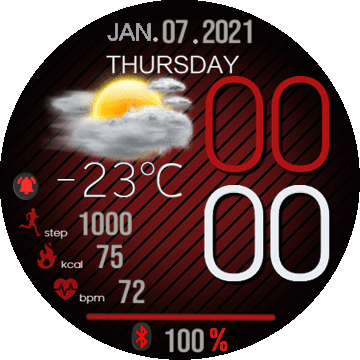 JAN.07.2021
THURSDAY
00
-23°C
00
step 1000
kcal 75
bpm 72
100 %